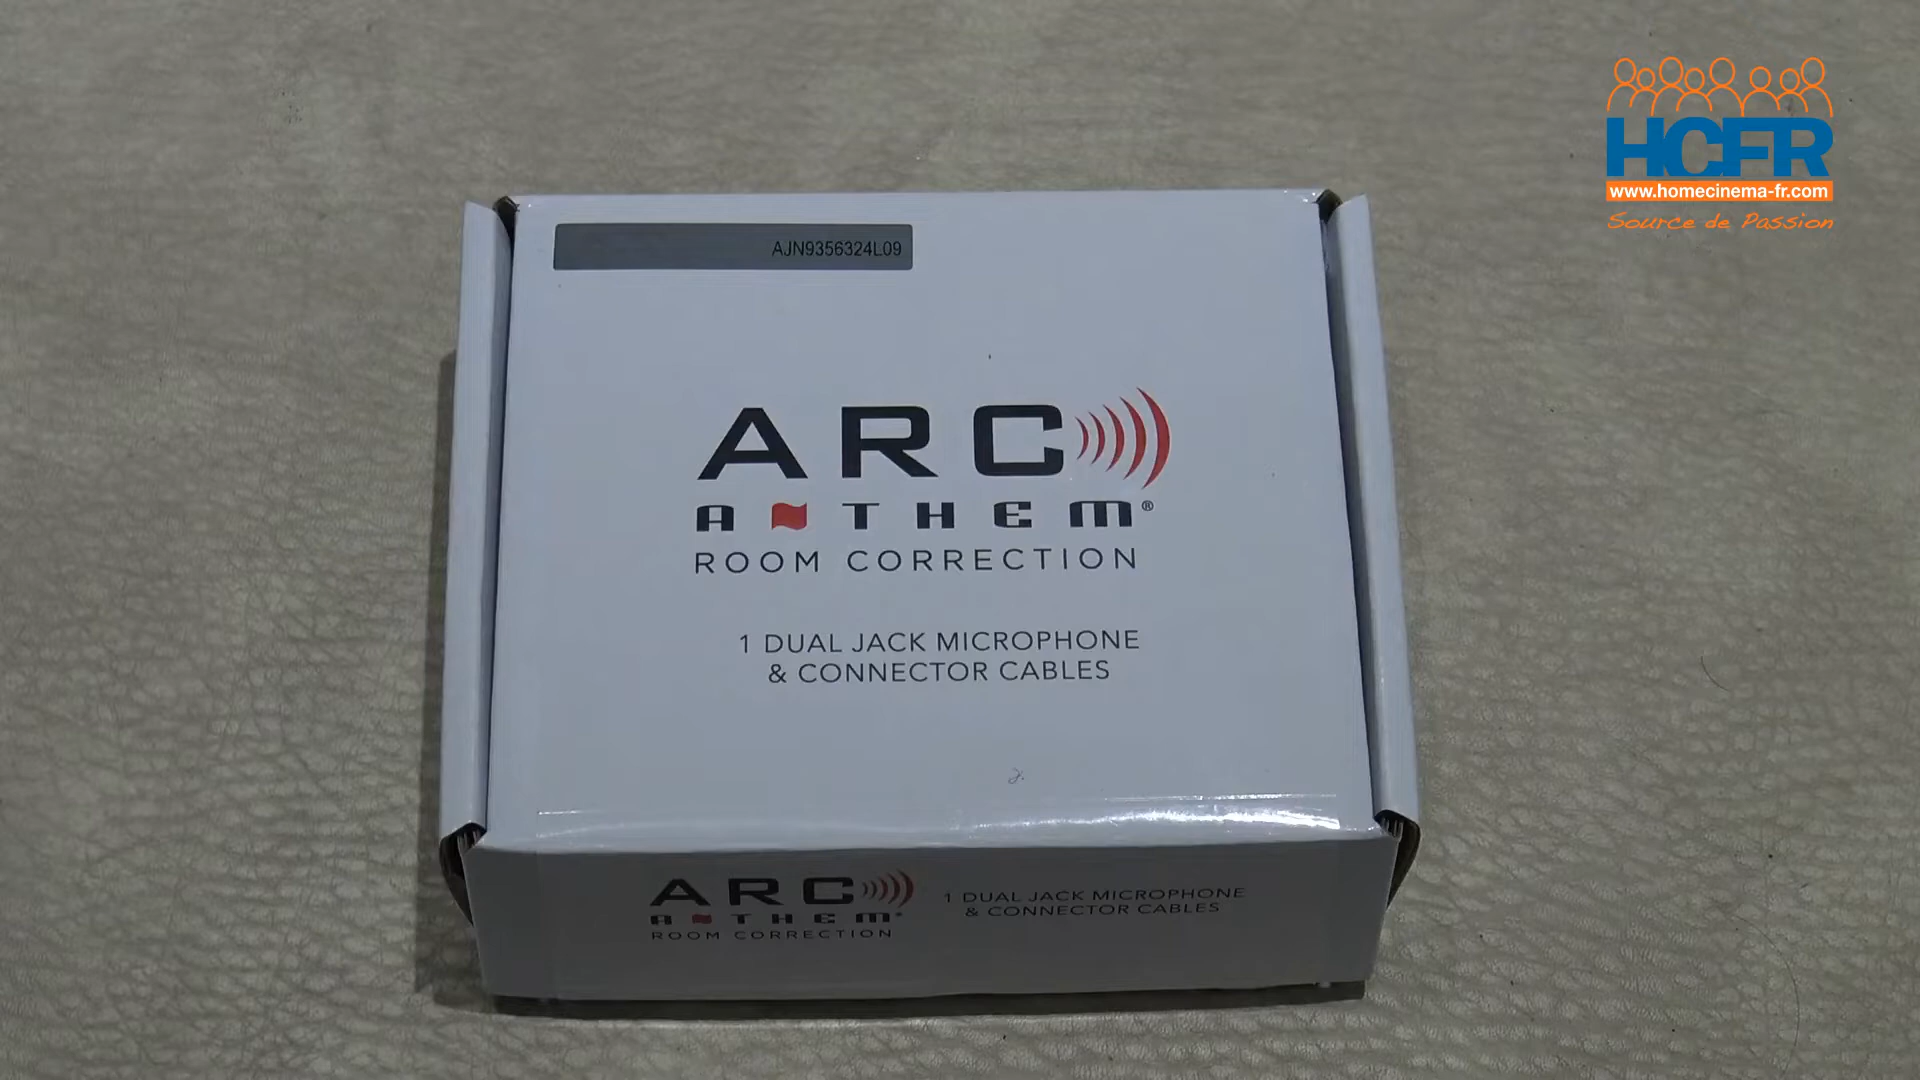 HCFR
www.homecinema-fr.com
Source de Passion
AJN9356324L09
ARC
ANTHEM®
ROOM CORRECTION
1 DUAL JACK MICROPHONE
& CONNECTOR CABLES
ARC
ANTHEM®
ROOM CORRECTION
1 DUAL JACK MICROPHONE
& CONNECTOR CABLES